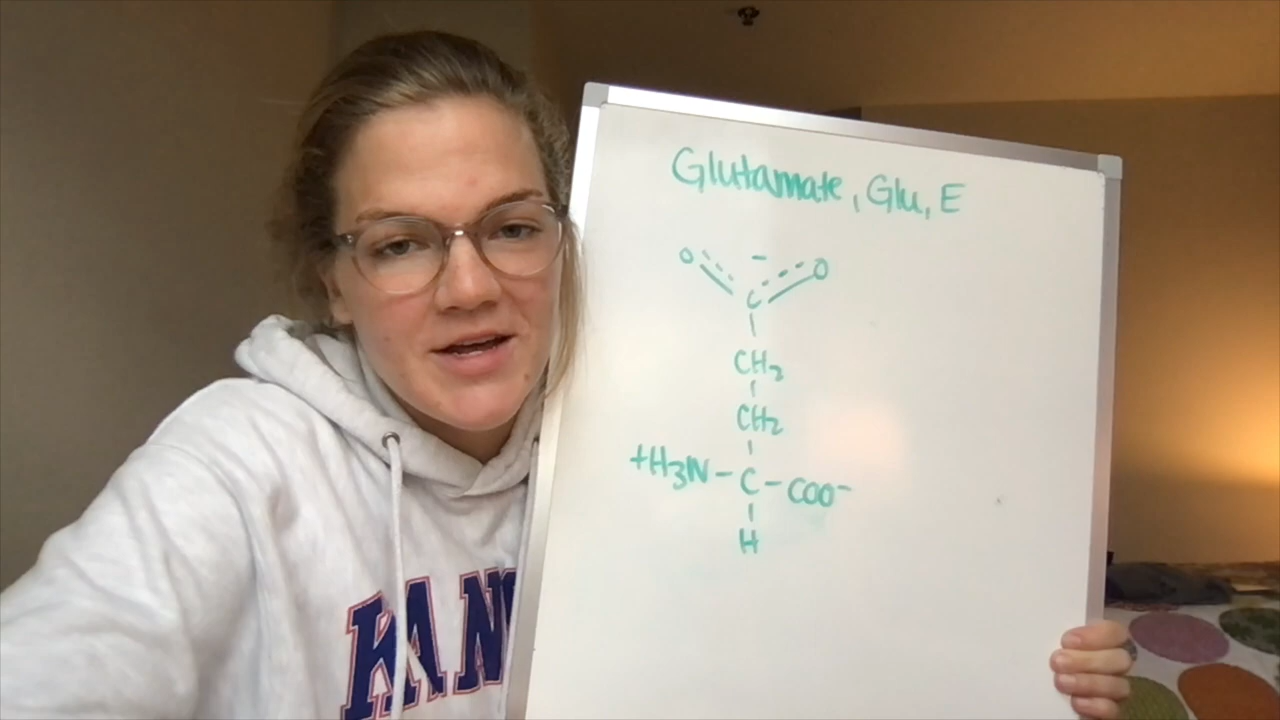 Glutamate, Glu, E
-
O O
C
CH2
CH2
+H3N-C-COO-
H
KAN